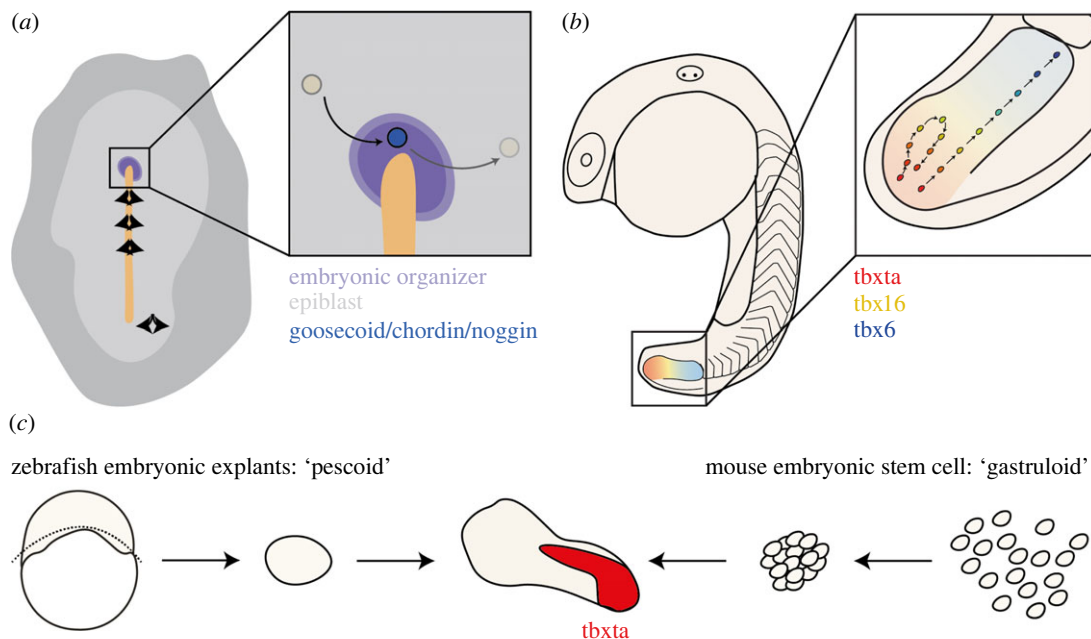 (a)
(b)
embryonic organizer
epiblast
goosecoid/chordin/noggin
tbxta
tbx16
tbx6
(c)
zebrafish embryonic explants: ‘pescoid’
mouse embryonic stem cell: ‘gastruloid’
tbxta